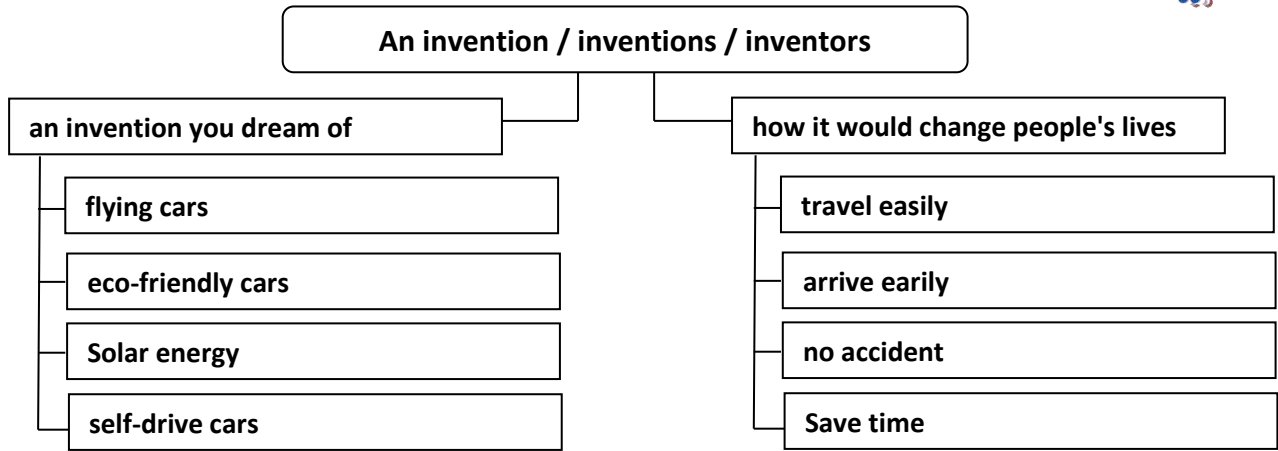 An invention / inventions / inventors
an invention you dream of
flying cars
eco-friendly cars
Solar energy
self-drive cars
how it would change people's lives
travel easily
arrive earily
no accident
Save time